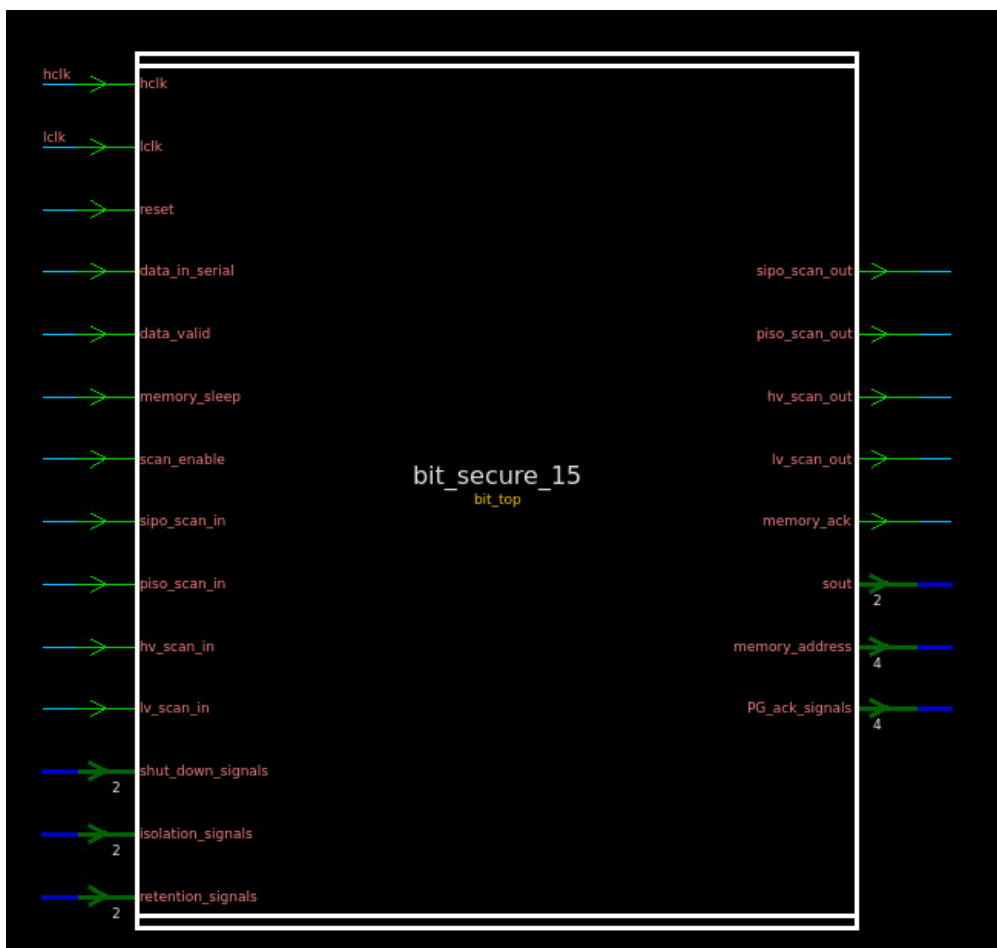 hclk
hclk
lclk
lclk
reset
data_in_serial
sipo_scan_out
data_valid
piso_scan_out
memory_sleep
hv_scan_out
scan_enable
lv_scan_out
bit_secure_15
bit_top
sipo_scan_in
memory_ack
piso_scan_in
sout
2
hv_scan_in
memory_address
4
lv_scan_in
PG_ack_signals
4
shut_down_signals
2
isolation_signals
2
retention_signals
2